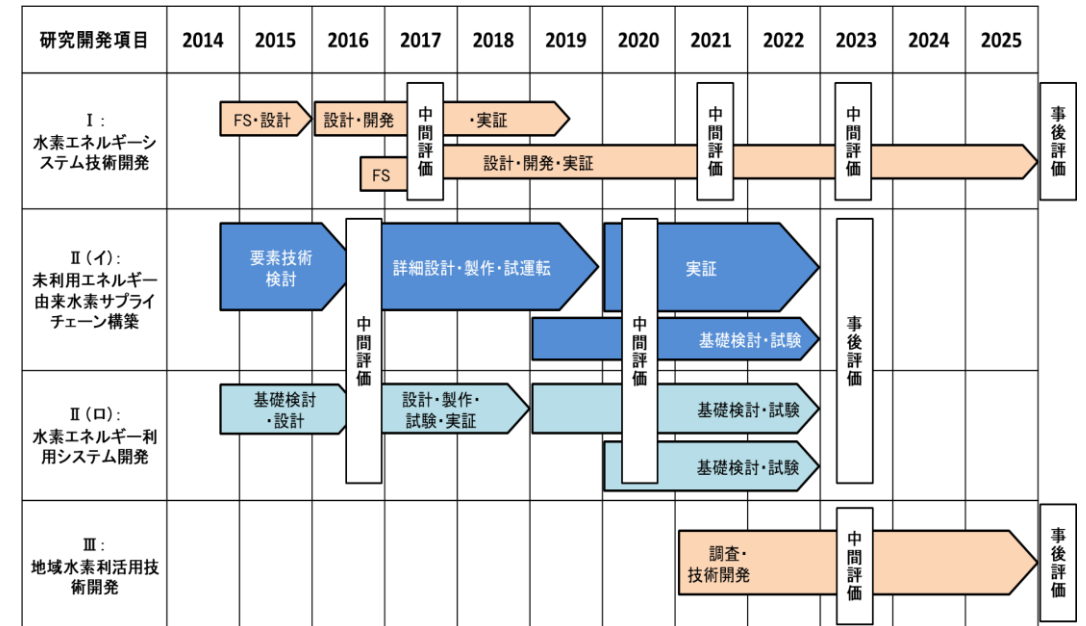 研究開発項目 2014 2015 2016 2017 2018 2019 2020 2021 2022 2023 2024 2025
Ⅰ：
水素エネルギーシ
ステム技術開発
FS・設計
設計・開発
・実証
FS
設計・開発・実証
中間評価
中間評価
中間評価
事後評価
Ⅱ（イ）：
未利用エネルギー
由来水素サプライ
チェーン構築
要素技術
検討
詳細設計・製作・試運転
実証
基礎検討・試験
中間評価
中間評価
事後評価
Ⅱ（ロ）：
水素エネルギー利
用システム開発
基礎検討
・設計
設計・製作・
試験・実証
基礎検討・試験
基礎検討・試験
Ⅲ：
地域水素利活用技
術開発
調査・
技術開発
中間評価
事後評価